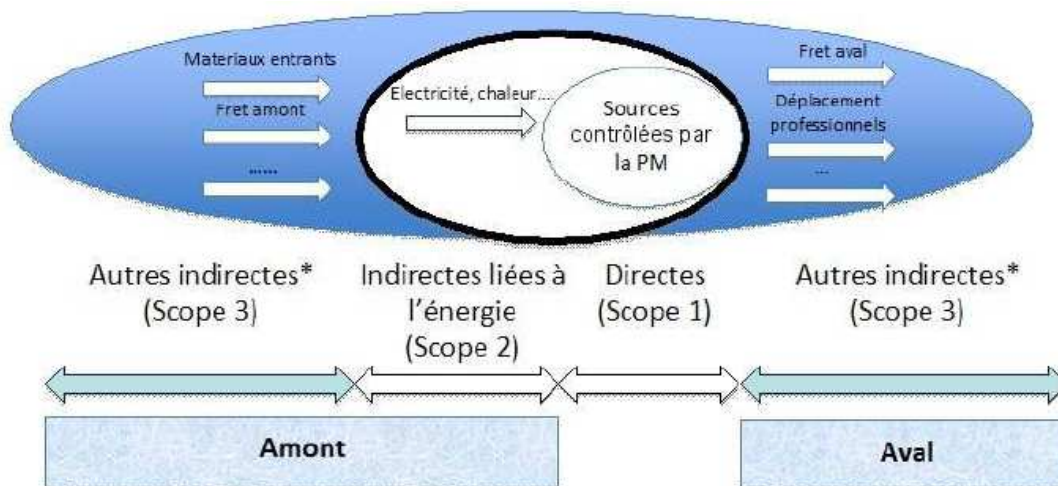 Materiaux entrants
Fret amont
......
Electricité, chaleur...
Sources
contrôlées par
la PM
Fret aval
Déplacement
professionnels
...
Autres indirectes*
(Scope 3)
Indirectes liées à
l'énergie
(Scope 2)
Directes
(Scope 1)
Autres indirectes*
(Scope 3)
Amont
Aval